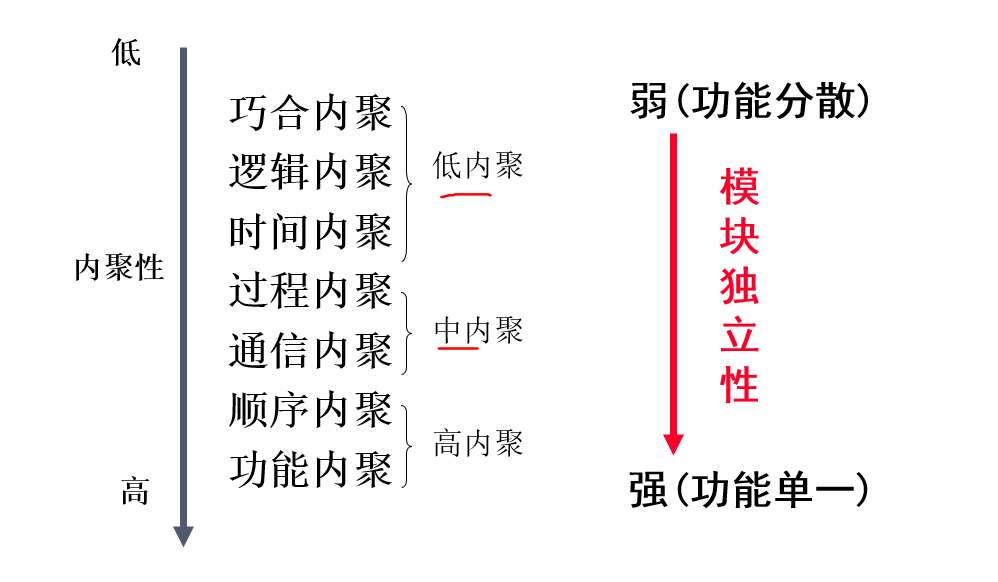 低
巧合内聚
逻辑内聚
时间内聚
低内聚
内聚性
过程内聚
通信内聚
中内聚
顺序内聚
功能内聚
高内聚
高
弱(功能分散)
模块独立性
强(功能单一)